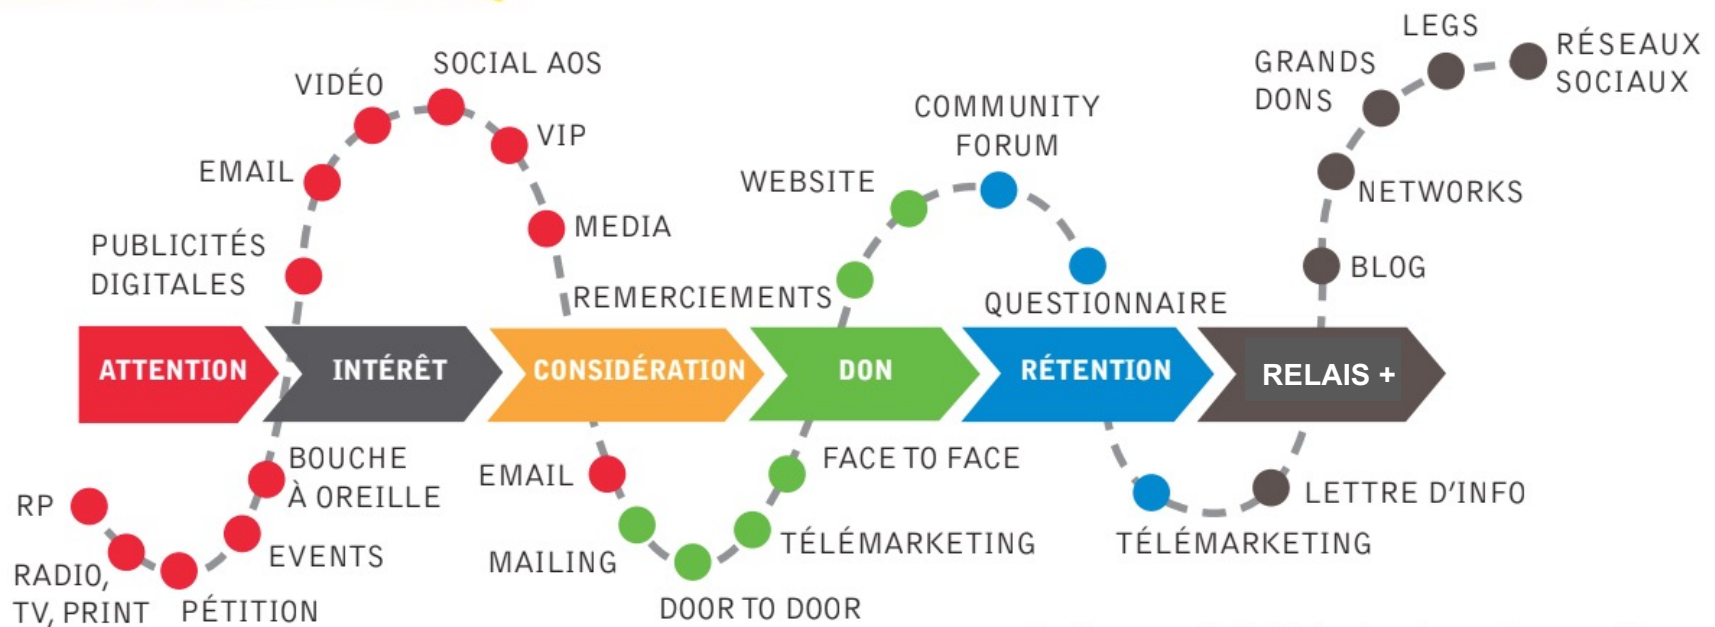 LEGS
RÉSEAUX
SOCIAUX
GRANDS
DONS
SOCIAL AOS
VIDÉO
COMMUNITY
FORUM
VIP
EMAIL
WEBSITE
NETWORKS
MEDIA
PUBLICITÉS
DIGITALES
BLOG
REMERCIEMENTS
QUESTIONNAIRE
ATTENTION
INTÉRÊT
CONSIDÉRATION
DON
RÉTENTION
RELAIS +
BOUCHE
À OREILLE
EMAIL
FACE TO FACE
RP
LETTRE D'INFO
EVENTS
MAILING
TÉLÉMARKETING
TÉLÉMARKETING
RADIO,
TV, PRINT
PÉTITION
DOOR TO DOOR